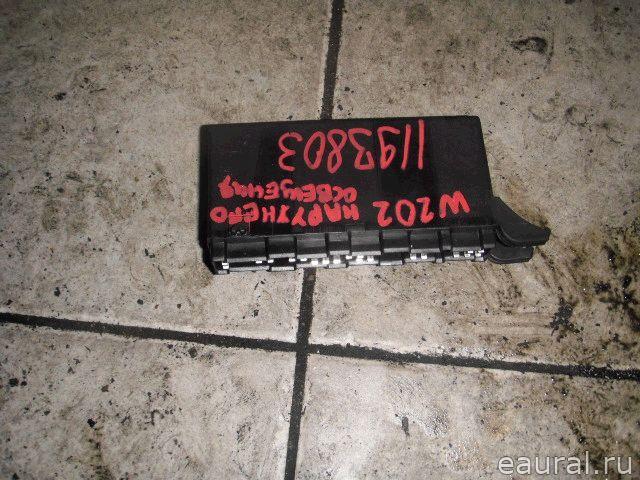 W202 НАРУЖНЕГО
ОСВЕЩЕНИЯ
1193803
eaural.ru